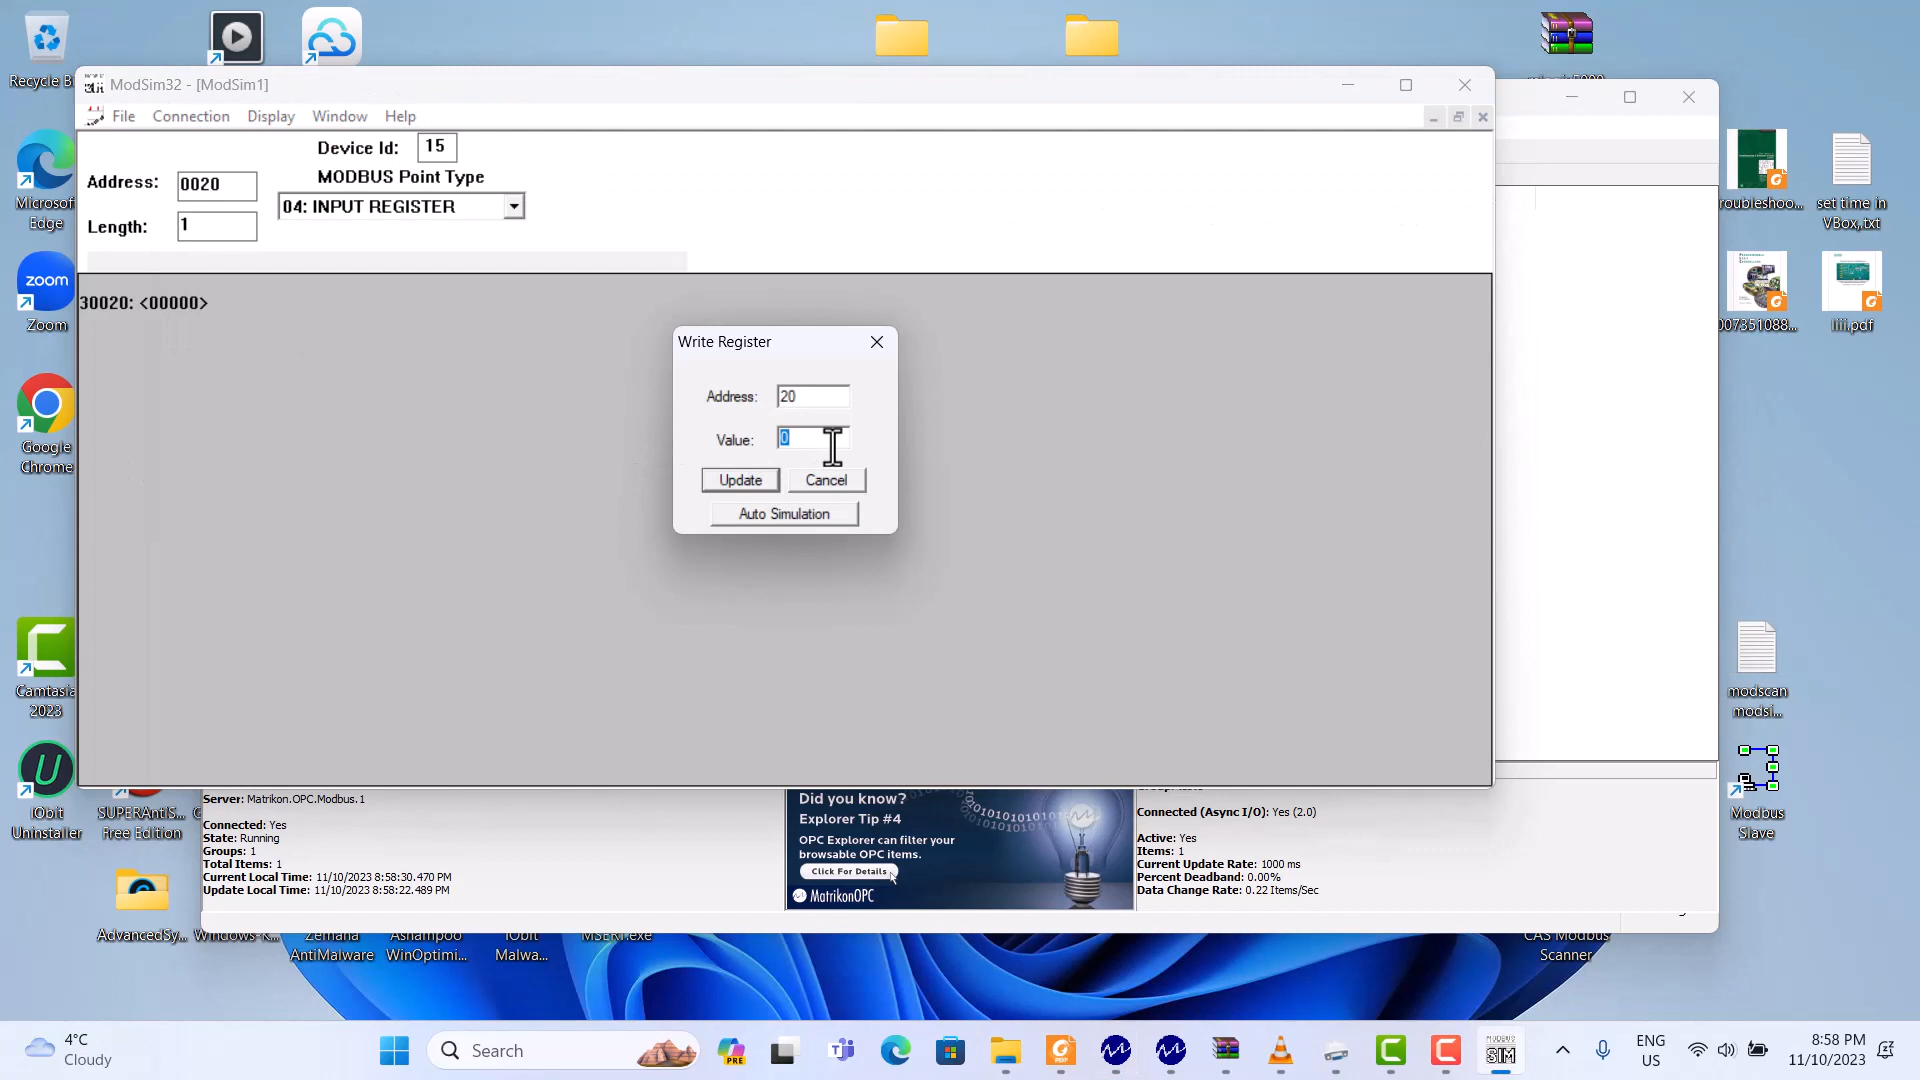 Recycle B
ModSim32 - [ModSim1]
File Connection Display Window Help
Device Id: 15
Address: 0020
MODBUS Point Type
04: INPUT REGISTER
Length: 1
30020: <00000>
Write Register
Address: 20
Value: 0
Update Cancel
Auto Simulation
Microsof
Edge
zoom
Zoom
Google
Chrome
Camtasia
2023
IObit
Uninstaller
SUPERAntiS...
Free Edition
AdvancedSy...
Zemana
AntiMalware
Ashampoo
WinOptimi...
IObit
Malwa...
MSERT.exe
Server: Matrikon.OPC.Modbus.1
Connected: Yes
State: Running
Groups: 1
Total Items: 1
Current Local Time: 11/10/2023 8:58:30.470 PM
Update Local Time: 11/10/2023 8:58:22.489 PM
Did you know?
Explorer Tip #4
OPC Explorer can filter your
browsable OPC items.
Click For Details
MatrikonOPC
Connected (Async I/O): Yes (2.0)
Active: Yes
Items: 1
Current Update Rate: 1000 ms
Percent Deadband: 0.00%
Data Change Rate: 0.22 Items/Sec
CAS Modbus
Scanner
roubleshoo...
set time in
VBox,.txt
007351088...
liii.pdf
modscan
modsi...
Modbus
Slave
4°C
Cloudy
Search
PRE
MODBUS
SIM
ENG
US
8:58 PM
11/10/2023